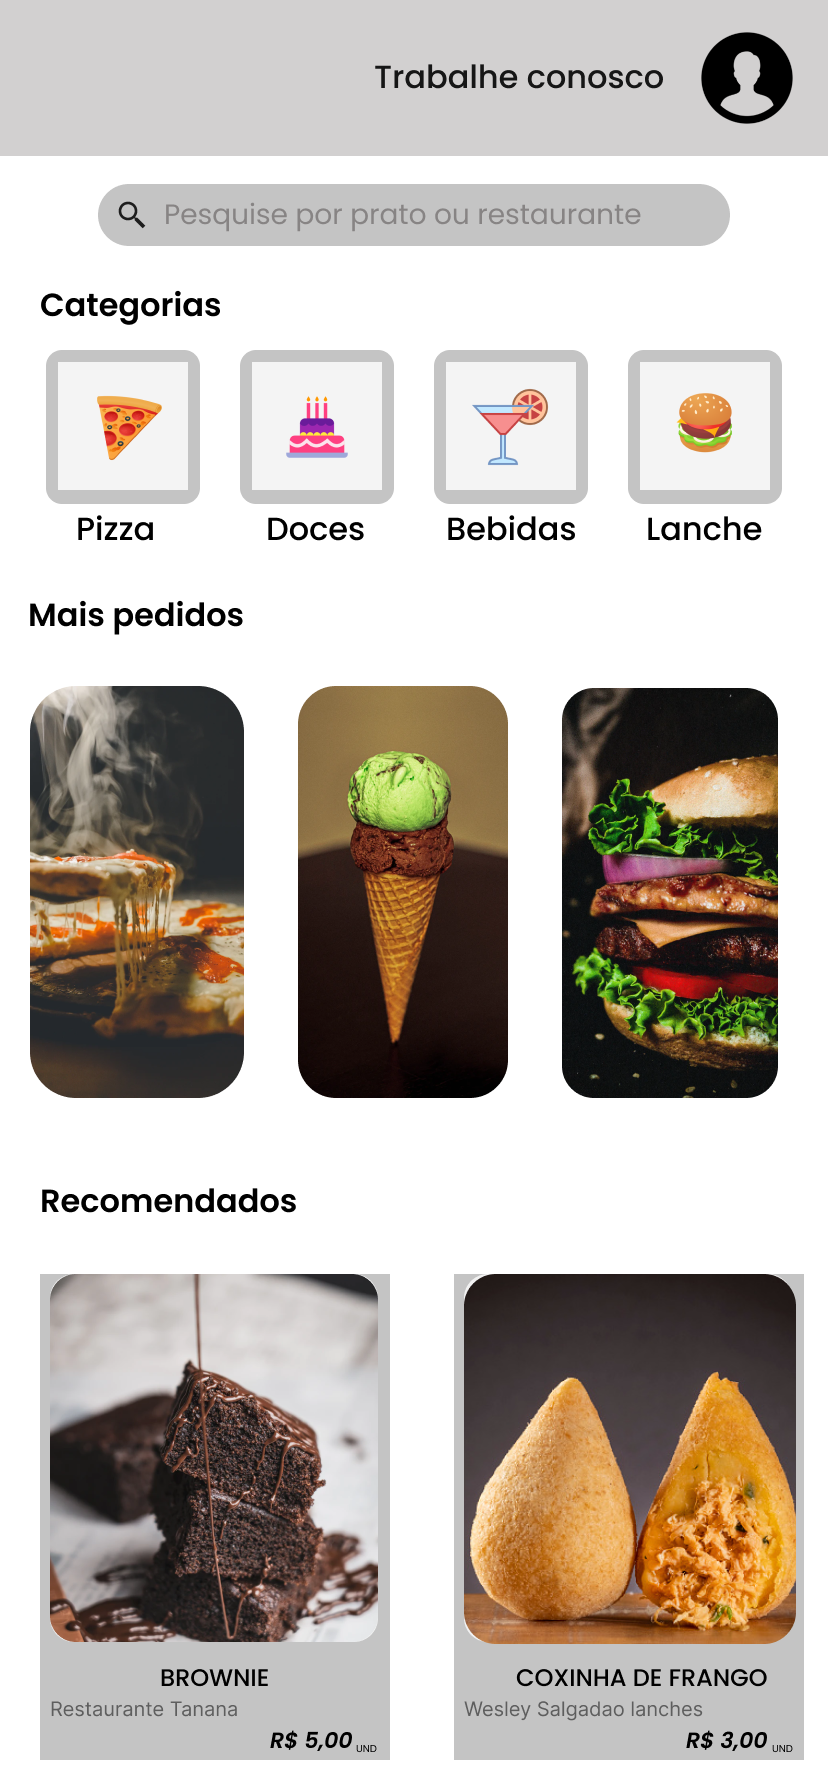 Trabalhe conosco
Pesquise por prato ou restaurante
Categorias
Pizza
Doces
Bebidas
Lanche
Mais pedidos
Recomendados
BROWNIE
Restaurante Tanana
R$ 5,00 UND
COXINHA DE FRANGO
Wesley Salgadao lanches
R$ 3,00 UND